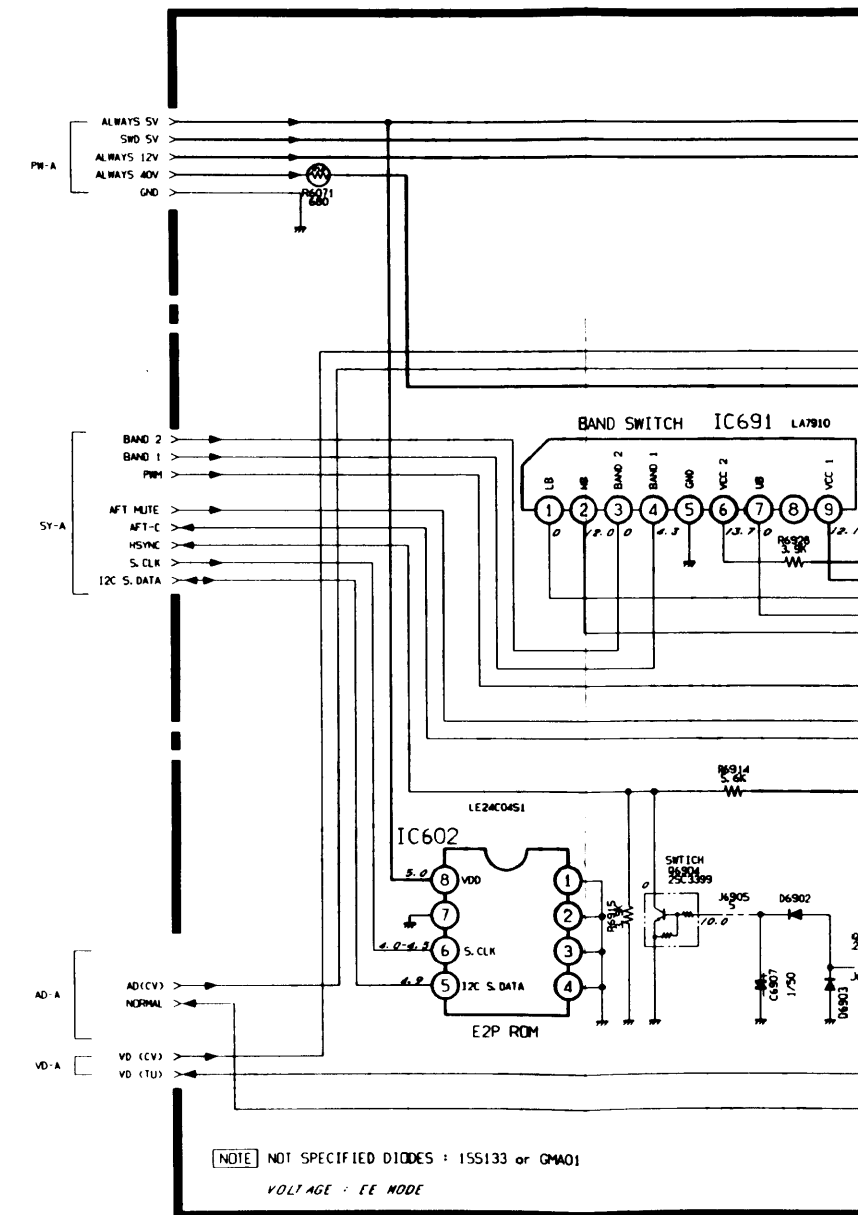 PW-A
ALWAYS 5V
SWD 5V
ALWAYS 12V
ALWAYS 40V
GND
R6071
680
SY-A
BAND 2
BAND 1
PWM
AFT MUTE
AFT-C
HSYNC
S.CLK
I2C S.DATA
BAND SWITCH IC691 LA7910
LB
MB
BAND 2
BAND 1
GND
VCC 2
UB
VCC 1
1 2 3 4 5 6 7 8 9
0 12.0 0 4.3 13.7 0 12.1
R6928
3.9K
R6914
5.6K
LE24C04S1
IC602
5.0
8 VDD
7
4.0-4.5
6 S.CLK
4.9
5 I2C S.DATA
1
2
3
4
E2P ROM
R6915
SWTICH
Q6904
2SC3399
0
10.0
J6905
5
D6902
C6907
1/50
D6903
AD-A
AD(CV)
NORMAL
VD-A
VD (CV)
VD (TU)
NOTE NOT SPECIFIED DIODES : 1SS133 or GMA01
VOLTAGE : EE MODE